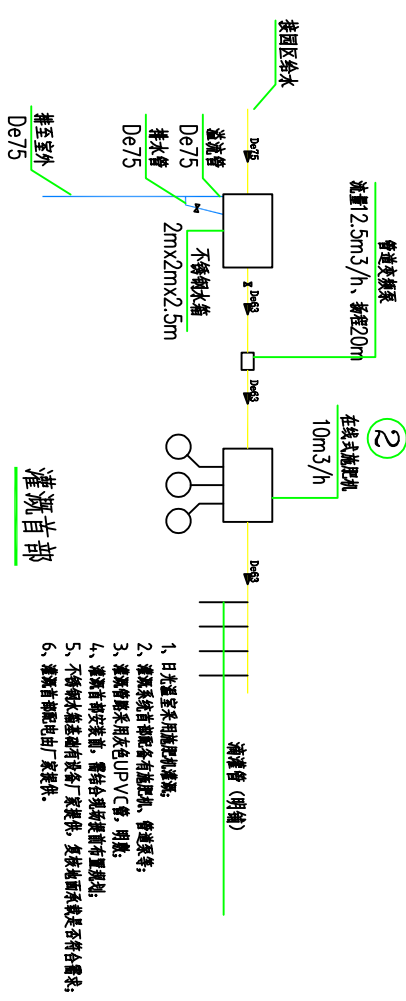 接园区给水
De75
溢流管
De75
排水管
De75
排至室外
De75
不锈钢水箱
2mx2mx2.5m
De63
管道变频泵
流量12.5m3/h、扬程20m
De63
②
在线式施肥机
10m3/h
De63
滴灌管（明铺）
灌溉首部
1、日光温室采用施肥机灌溉；
2、灌溉系统首部配备有施肥机、管道泵等；
3、灌溉管路采用灰色UPVC管，明敷；
4、灌溉首部安装前，需结合现场提前布置规划；
5、不锈钢水箱基础有设备厂家提供，复核地面承载是否符合需求；
6、灌溉首部配电由厂家提供。